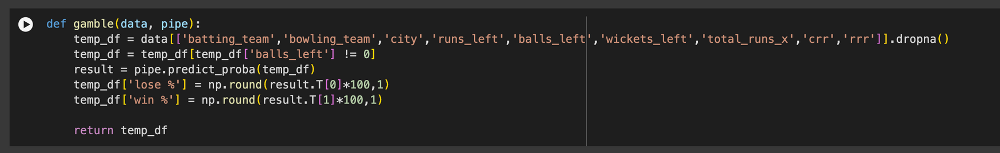 def gamble(data, pipe):
    temp_df = data[['batting_team','bowling_team','city','runs_left','balls_left','wickets_left','total_runs_x','crr','rrr']].dropna()
    temp_df = temp_df[temp_df['balls_left'] != 0]
    result = pipe.predict_proba(temp_df)
    temp_df['lose %'] = np.round(result.T[0]*100,1)
    temp_df['win %'] = np.round(result.T[1]*100,1)
    return temp_df